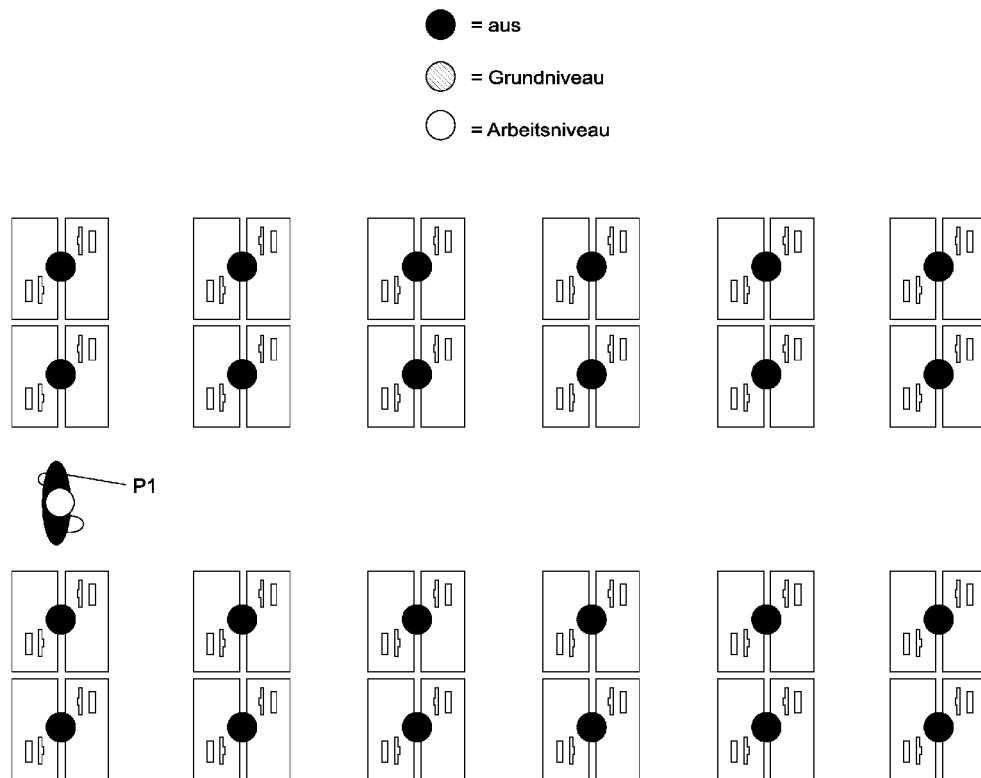 = aus
= Grundniveau
= Arbeitsniveau
P1